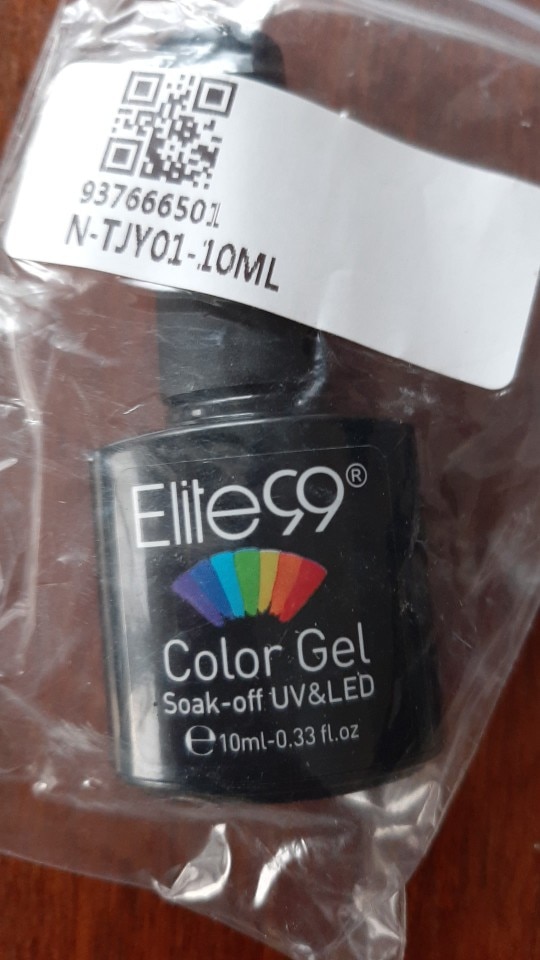 937666501
N-TJY01-10ML
Elite99®
Color Gel
Soak-off UV&LED
℮10ml-0.33 fl.oz